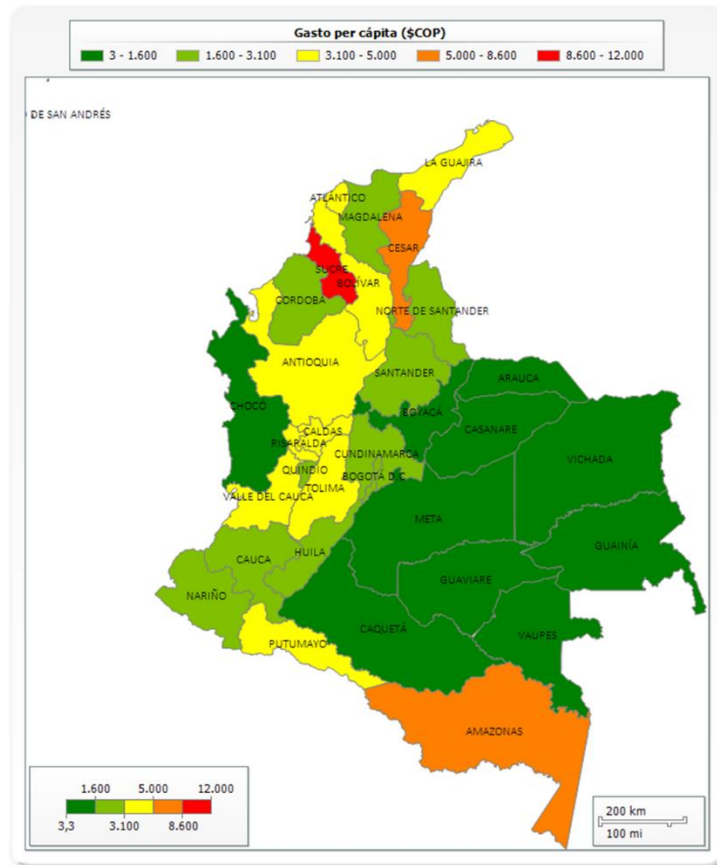 Gasto per cápita ($COP)
3 - 1.600 1.600 - 3.100 3.100 - 5.000 5.000 - 8.600 8.600 - 12.000
DE SAN ANDRÉS
LA GUAJIRA
ATLÁNTICO
MAGDALENA
CESAR
SUCRE
BOLÍVAR
CORDOBA
NORTE DE SANTANDER
ANTIOQUIA
SANTANDER
ARAUCA
CHOCÓ
BOYACÁ
CALDAS
CASANARE
RISARALDA
CUNDINAMARCA
VICHADA
QUINDIO
BOGOTÁ D.C
TOLIMA
VALLE DEL CAUCA
META
GUAINÍA
HUILA
CAUCA
GUAVIARE
NARIÑO
CAQUETÁ
VAUPES
PUTUMAYO
AMAZONAS
1.600 5.000 12.000
3,3 3.100 8.600
200 km
100 mi